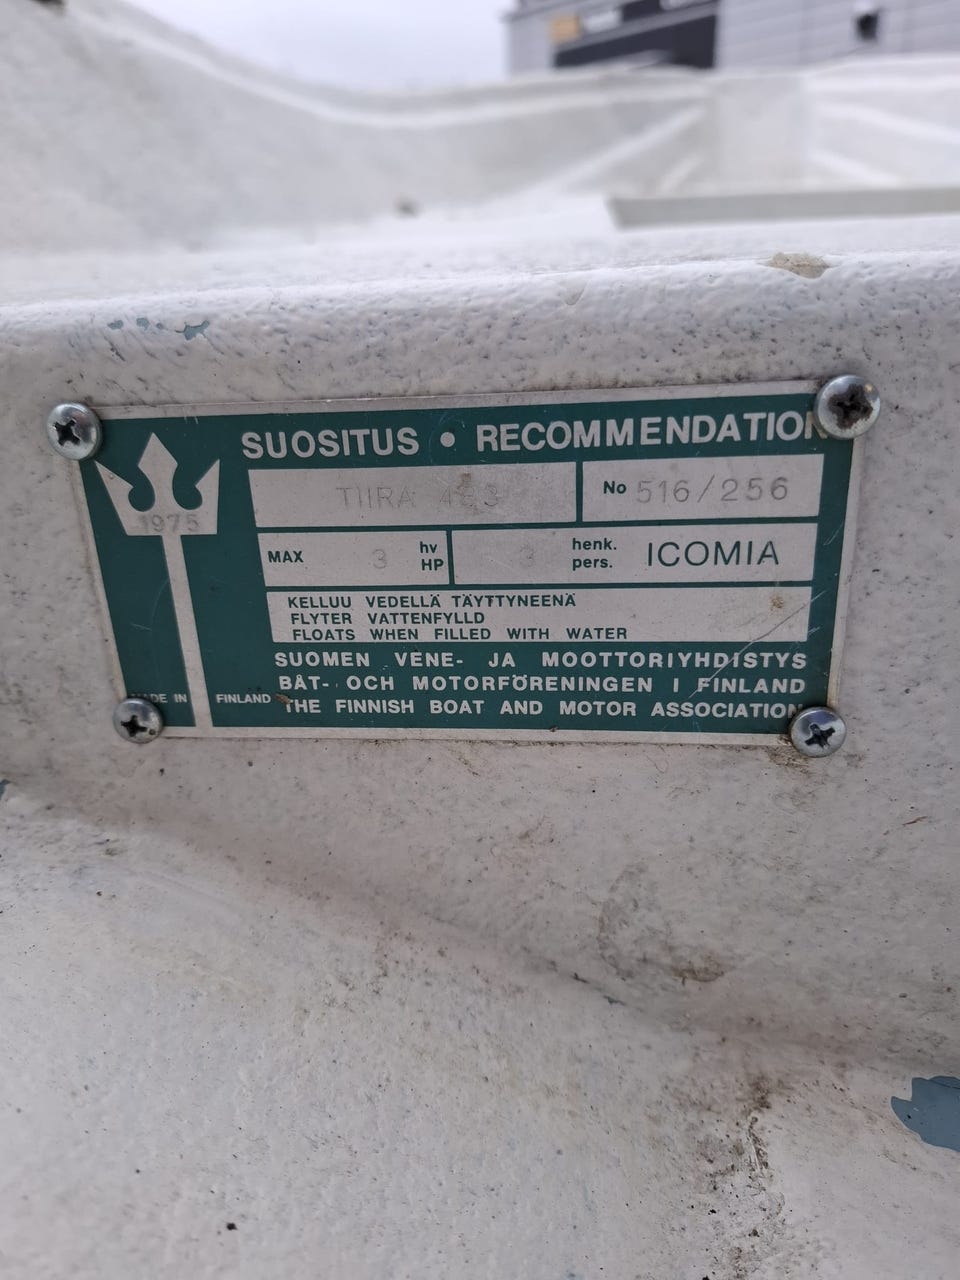 SUOSITUS • RECOMMENDATION
TIIRA
No 516/256
1975
MAX 3 hv HP
3 henk. pers. ICOMIA
KELLUU VEDELLÄ TÄYTTYNEENÄ
FLYTER VATTENFYLLD
FLOATS WHEN FILLED WITH WATER
SUOMEN VENE- JA MOOTTORIYHDISTYS
BÅT- OCH MOTORFÖRENINGEN I FINLAND
MADE IN FINLAND
THE FINNISH BOAT AND MOTOR ASSOCIATION